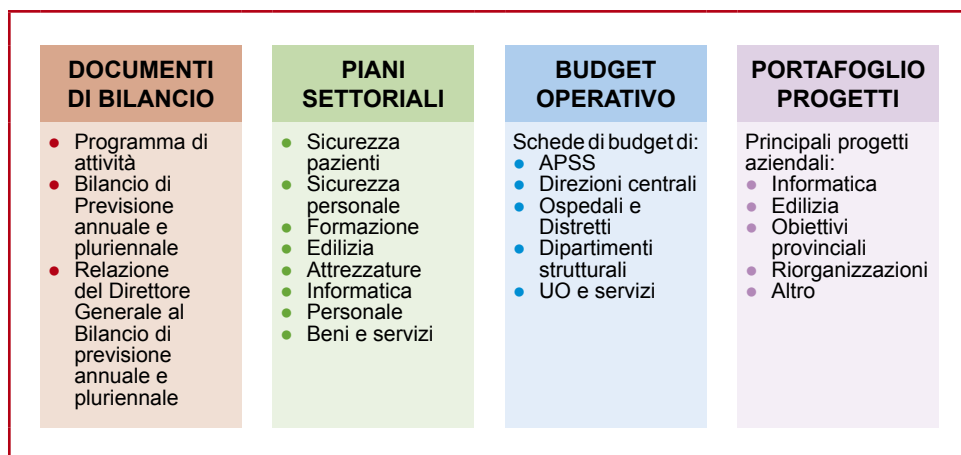 DOCUMENTI
DI BILANCIO
● Programma di
attività
● Bilancio di
Previsione
annuale e
pluriennale
● Relazione
del Direttore
Generale al
Bilancio di
previsione
annuale e
pluriennale
PIANI
SETTORIALI
● Sicurezza
pazienti
● Sicurezza
personale
● Formazione
● Edilizia
● Attrezzature
● Informatica
● Personale
● Beni e servizi
BUDGET
OPERATIVO
Schede di budget di:
● APSS
● Direzioni centrali
● Ospedali e
Distretti
● Dipartimenti
strutturali
● UO e servizi
PORTAFOGLIO
PROGETTI
Principali progetti
aziendali:
● Informatica
● Edilizia
● Obiettivi
provinciali
● Riorganizzazioni
● Altro